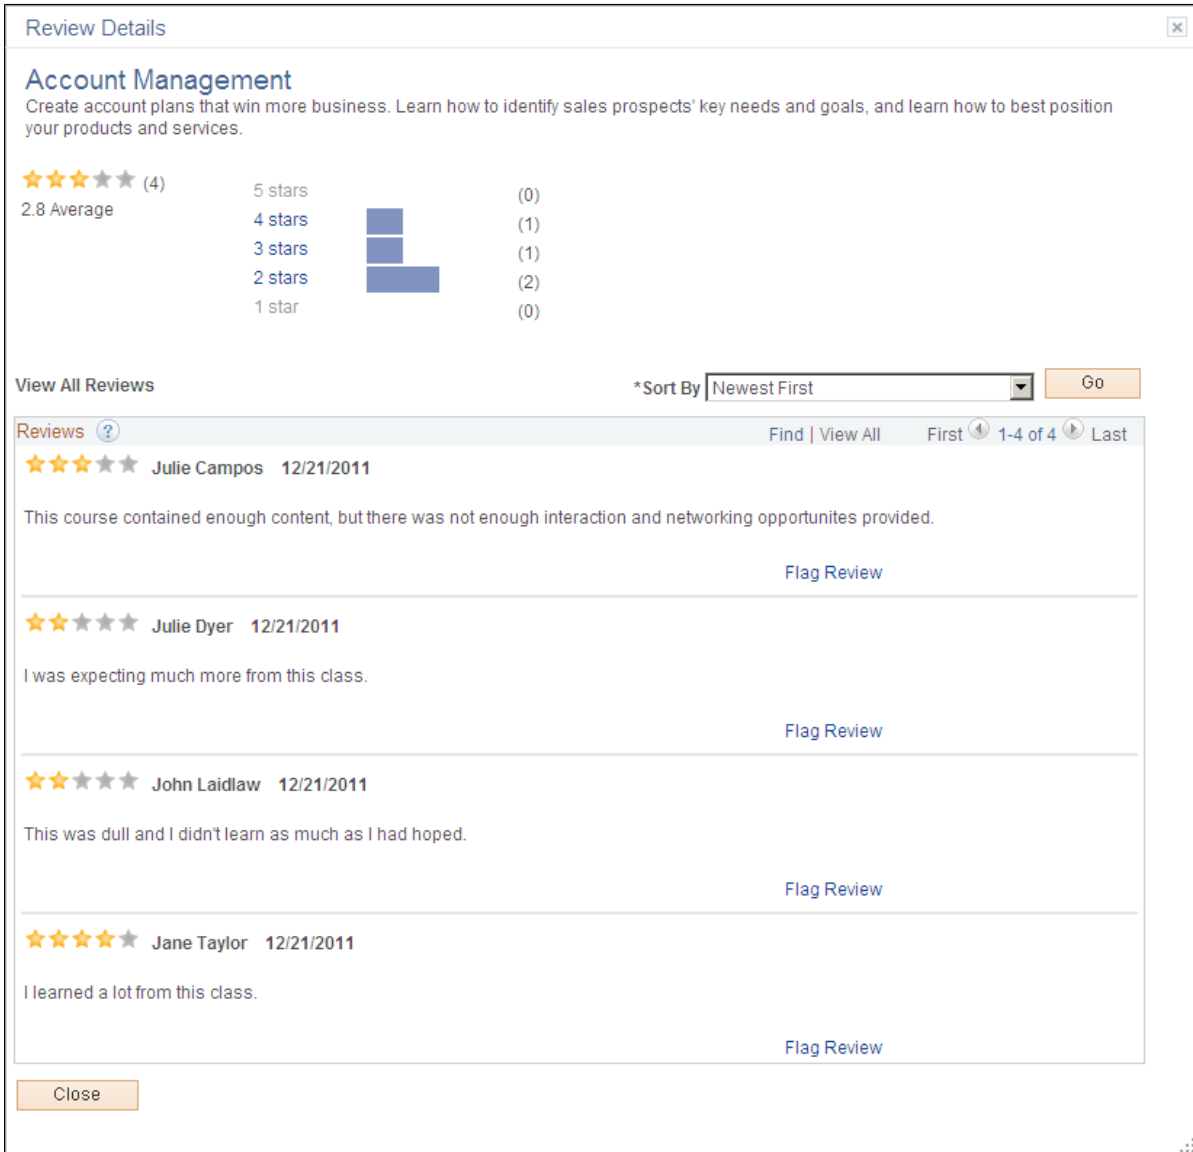 Review Details
Account Management
Create account plans that win more business. Learn how to identify sales prospects' key needs and goals, and learn how to best position
your products and services.
(4)
2.8 Average
5 stars (0)
4 stars (1)
3 stars (1)
2 stars (2)
1 star (0)
View All Reviews *Sort By Newest First Go
Reviews ? Find | View All First 1-4 of 4 Last
Julie Campos 12/21/2011
This course contained enough content, but there was not enough interaction and networking opportunites provided.
Flag Review
Julie Dyer 12/21/2011
I was expecting much more from this class.
Flag Review
John Laidlaw 12/21/2011
This was dull and I didn't learn as much as I had hoped.
Flag Review
Jane Taylor 12/21/2011
I learned a lot from this class.
Flag Review
Close